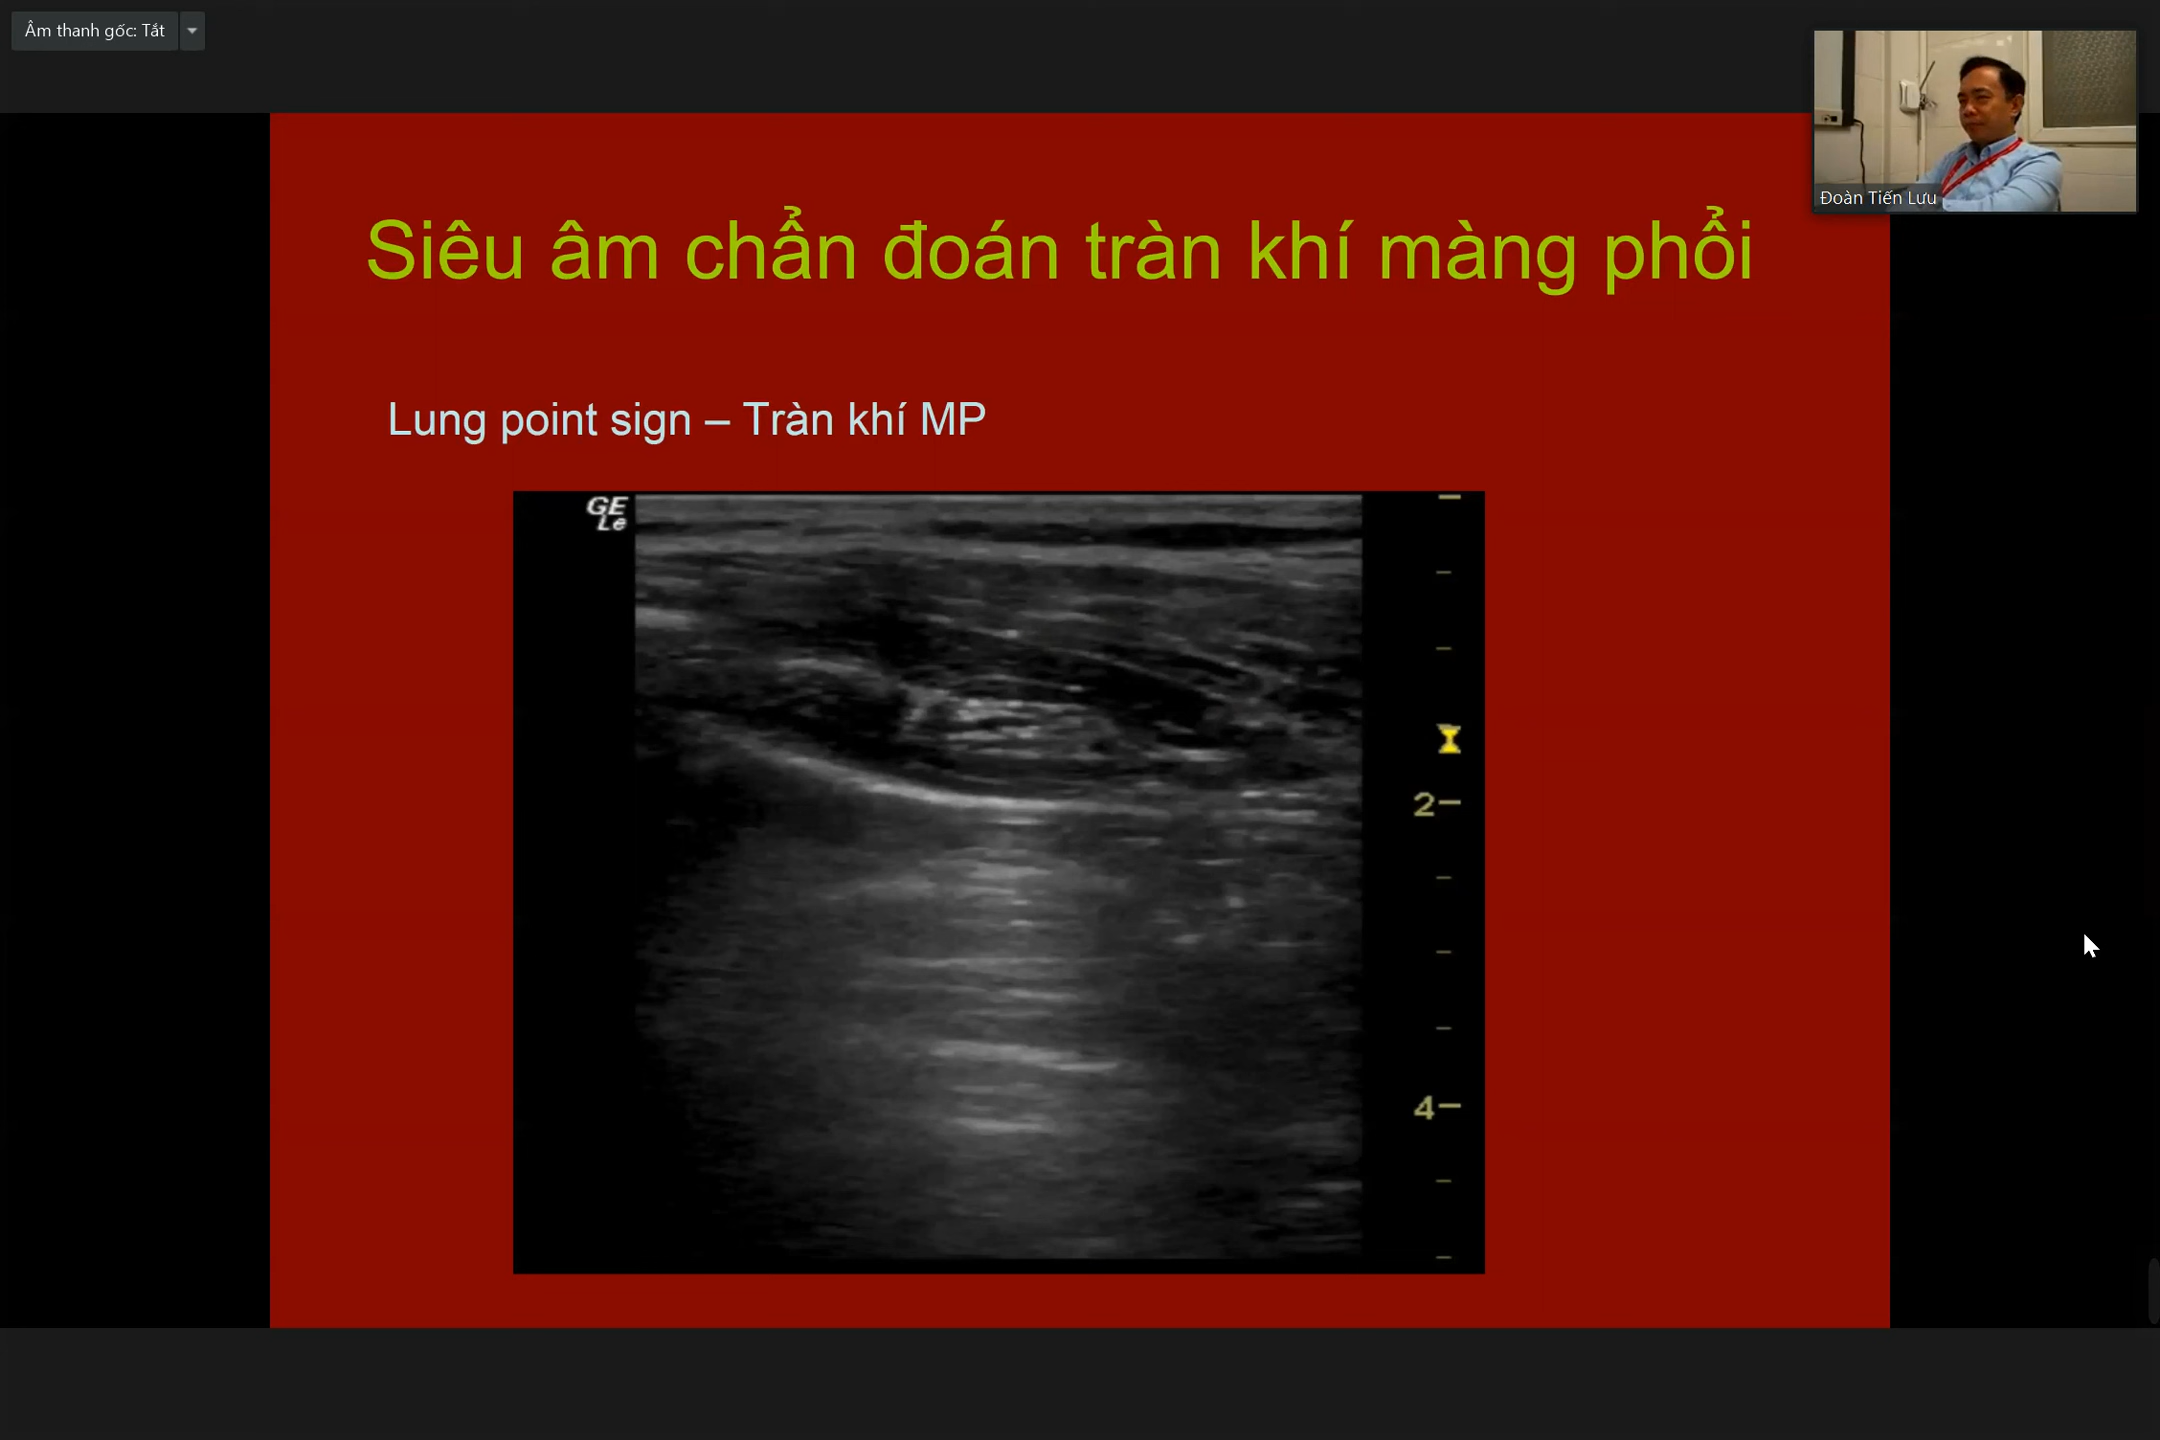 Âm thanh gốc: Tắt
Đoàn Tiến Lưu
Siêu âm chẩn đoán tràn khí màng phổi
Lung point sign – Tràn khí MP
GE
Le
2
4